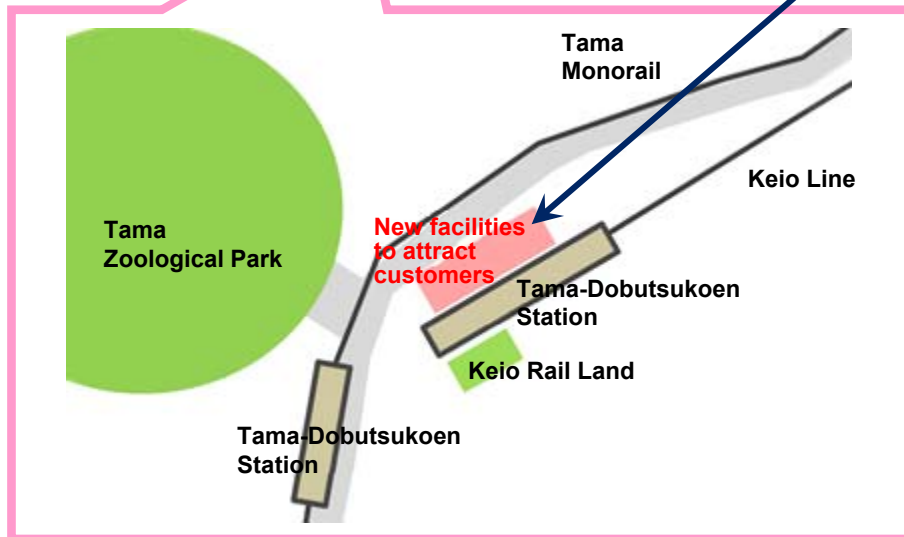 Tama
Monorail
Keio Line
New facilities
to attract
customers
Tama
Zoological Park
Tama-Dobutsukoen
Station
Keio Rail Land
Tama-Dobutsukoen
Station